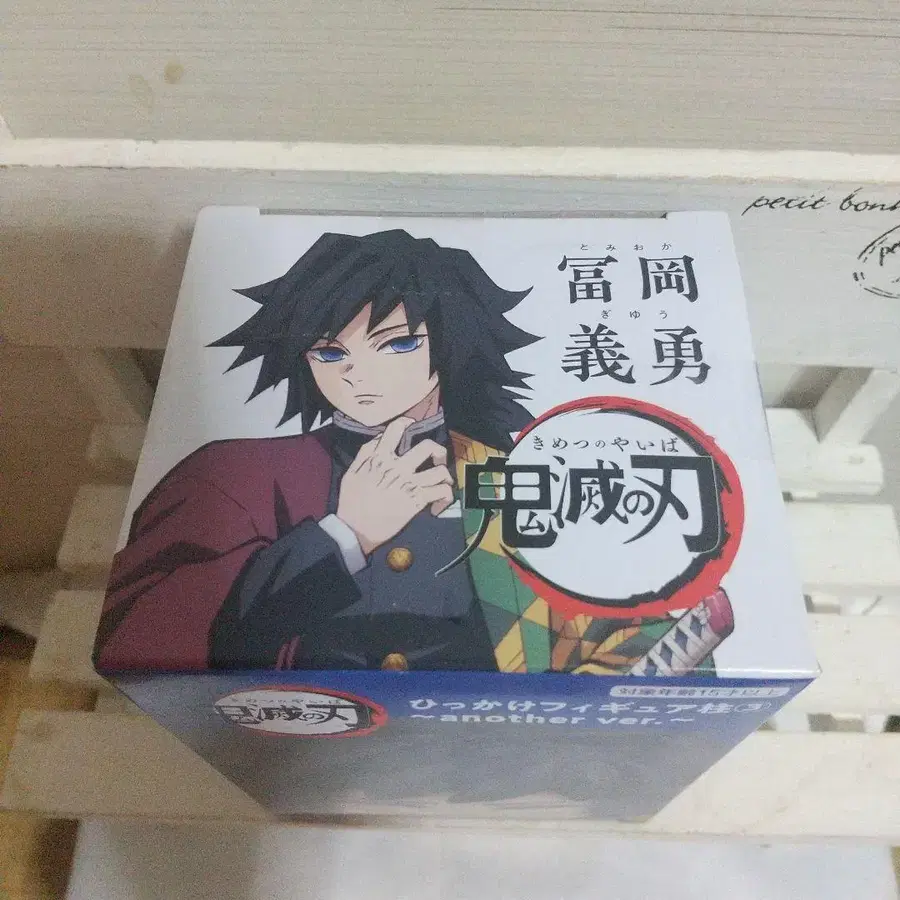 petit bon
とみおか
冨岡
ぎゆう
義勇
きめつのやいば
鬼滅の刃
対象年齢15才以上
鬼滅の刃
ひっかけフィギュア柱③
～another ver.～